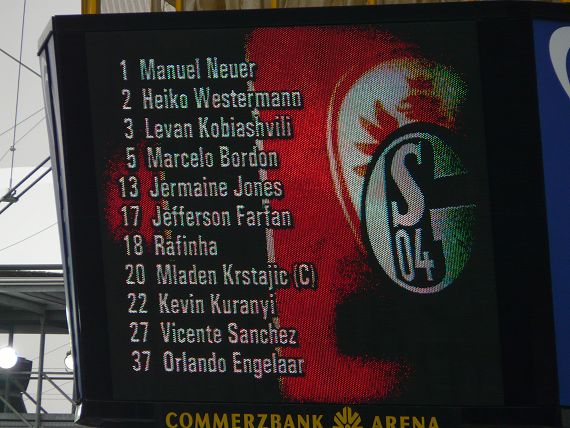 1 Manuel Neuer
2 Heiko Westermann
3 Levan Kobiashvili
5 Marcelo Bordon
13 Jermaine Jones
17 Jefferson Farfan
18 Rafinha
20 Mladen Krstajic (C)
22 Kevin Kuranyi
27 Vicente Sanchez
37 Orlando Engelaar
S
04
COMMERZBANK ARENA